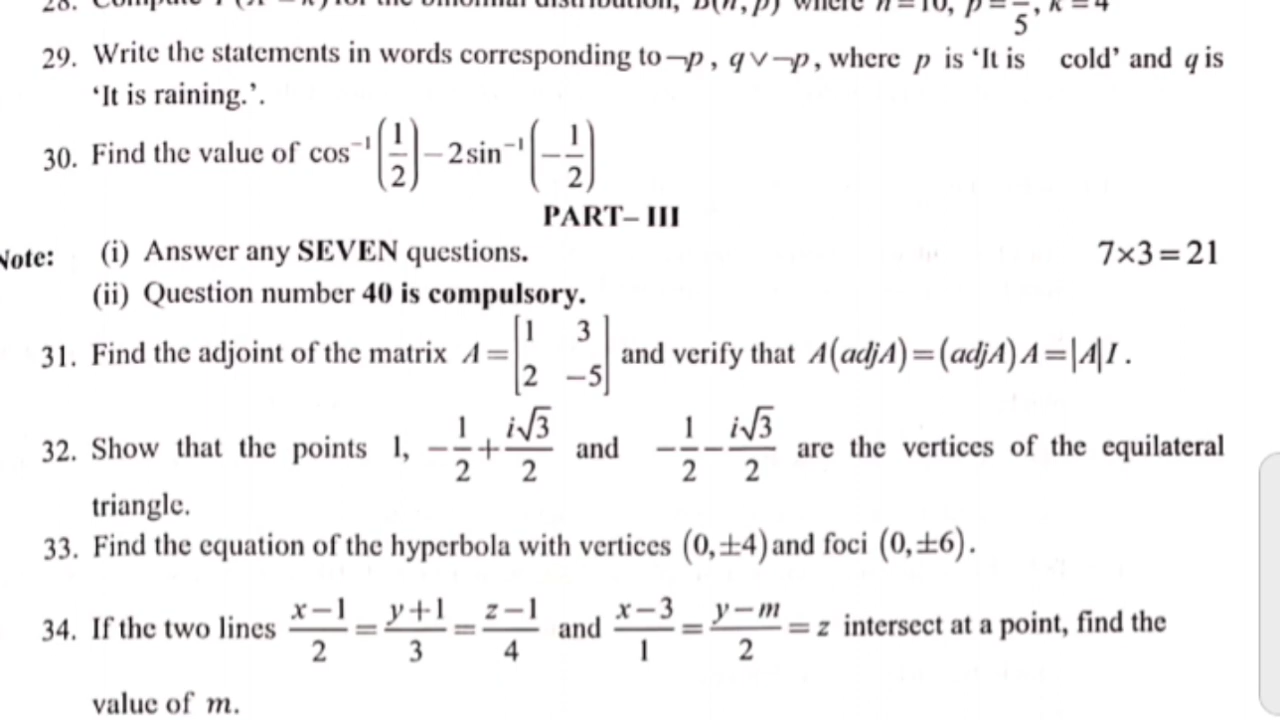 29. Write the statements in words corresponding to ¬p, q∨¬p, where p is ‘It is cold’ and q is
‘It is raining.’.
30. Find the value of cos⁻¹(1/2) – 2 sin⁻¹(–1/2)
PART– III
Note: (i) Answer any SEVEN questions. 7×3 = 21
(ii) Question number 40 is compulsory.
31. Find the adjoint of the matrix A = [1 3; 2 –5] and verify that A(adjA) = (adjA) A = |A| I .
32. Show that the points 1, –1/2 + i√3/2 and –1/2 – i√3/2 are the vertices of the equilateral
triangle.
33. Find the equation of the hyperbola with vertices (0, ±4) and foci (0, ±6).
34. If the two lines (x–1)/2 = (y+1)/3 = (z–1)/4 and (x–3)/1 = (y–m)/2 = z intersect at a point, find the
value of m.